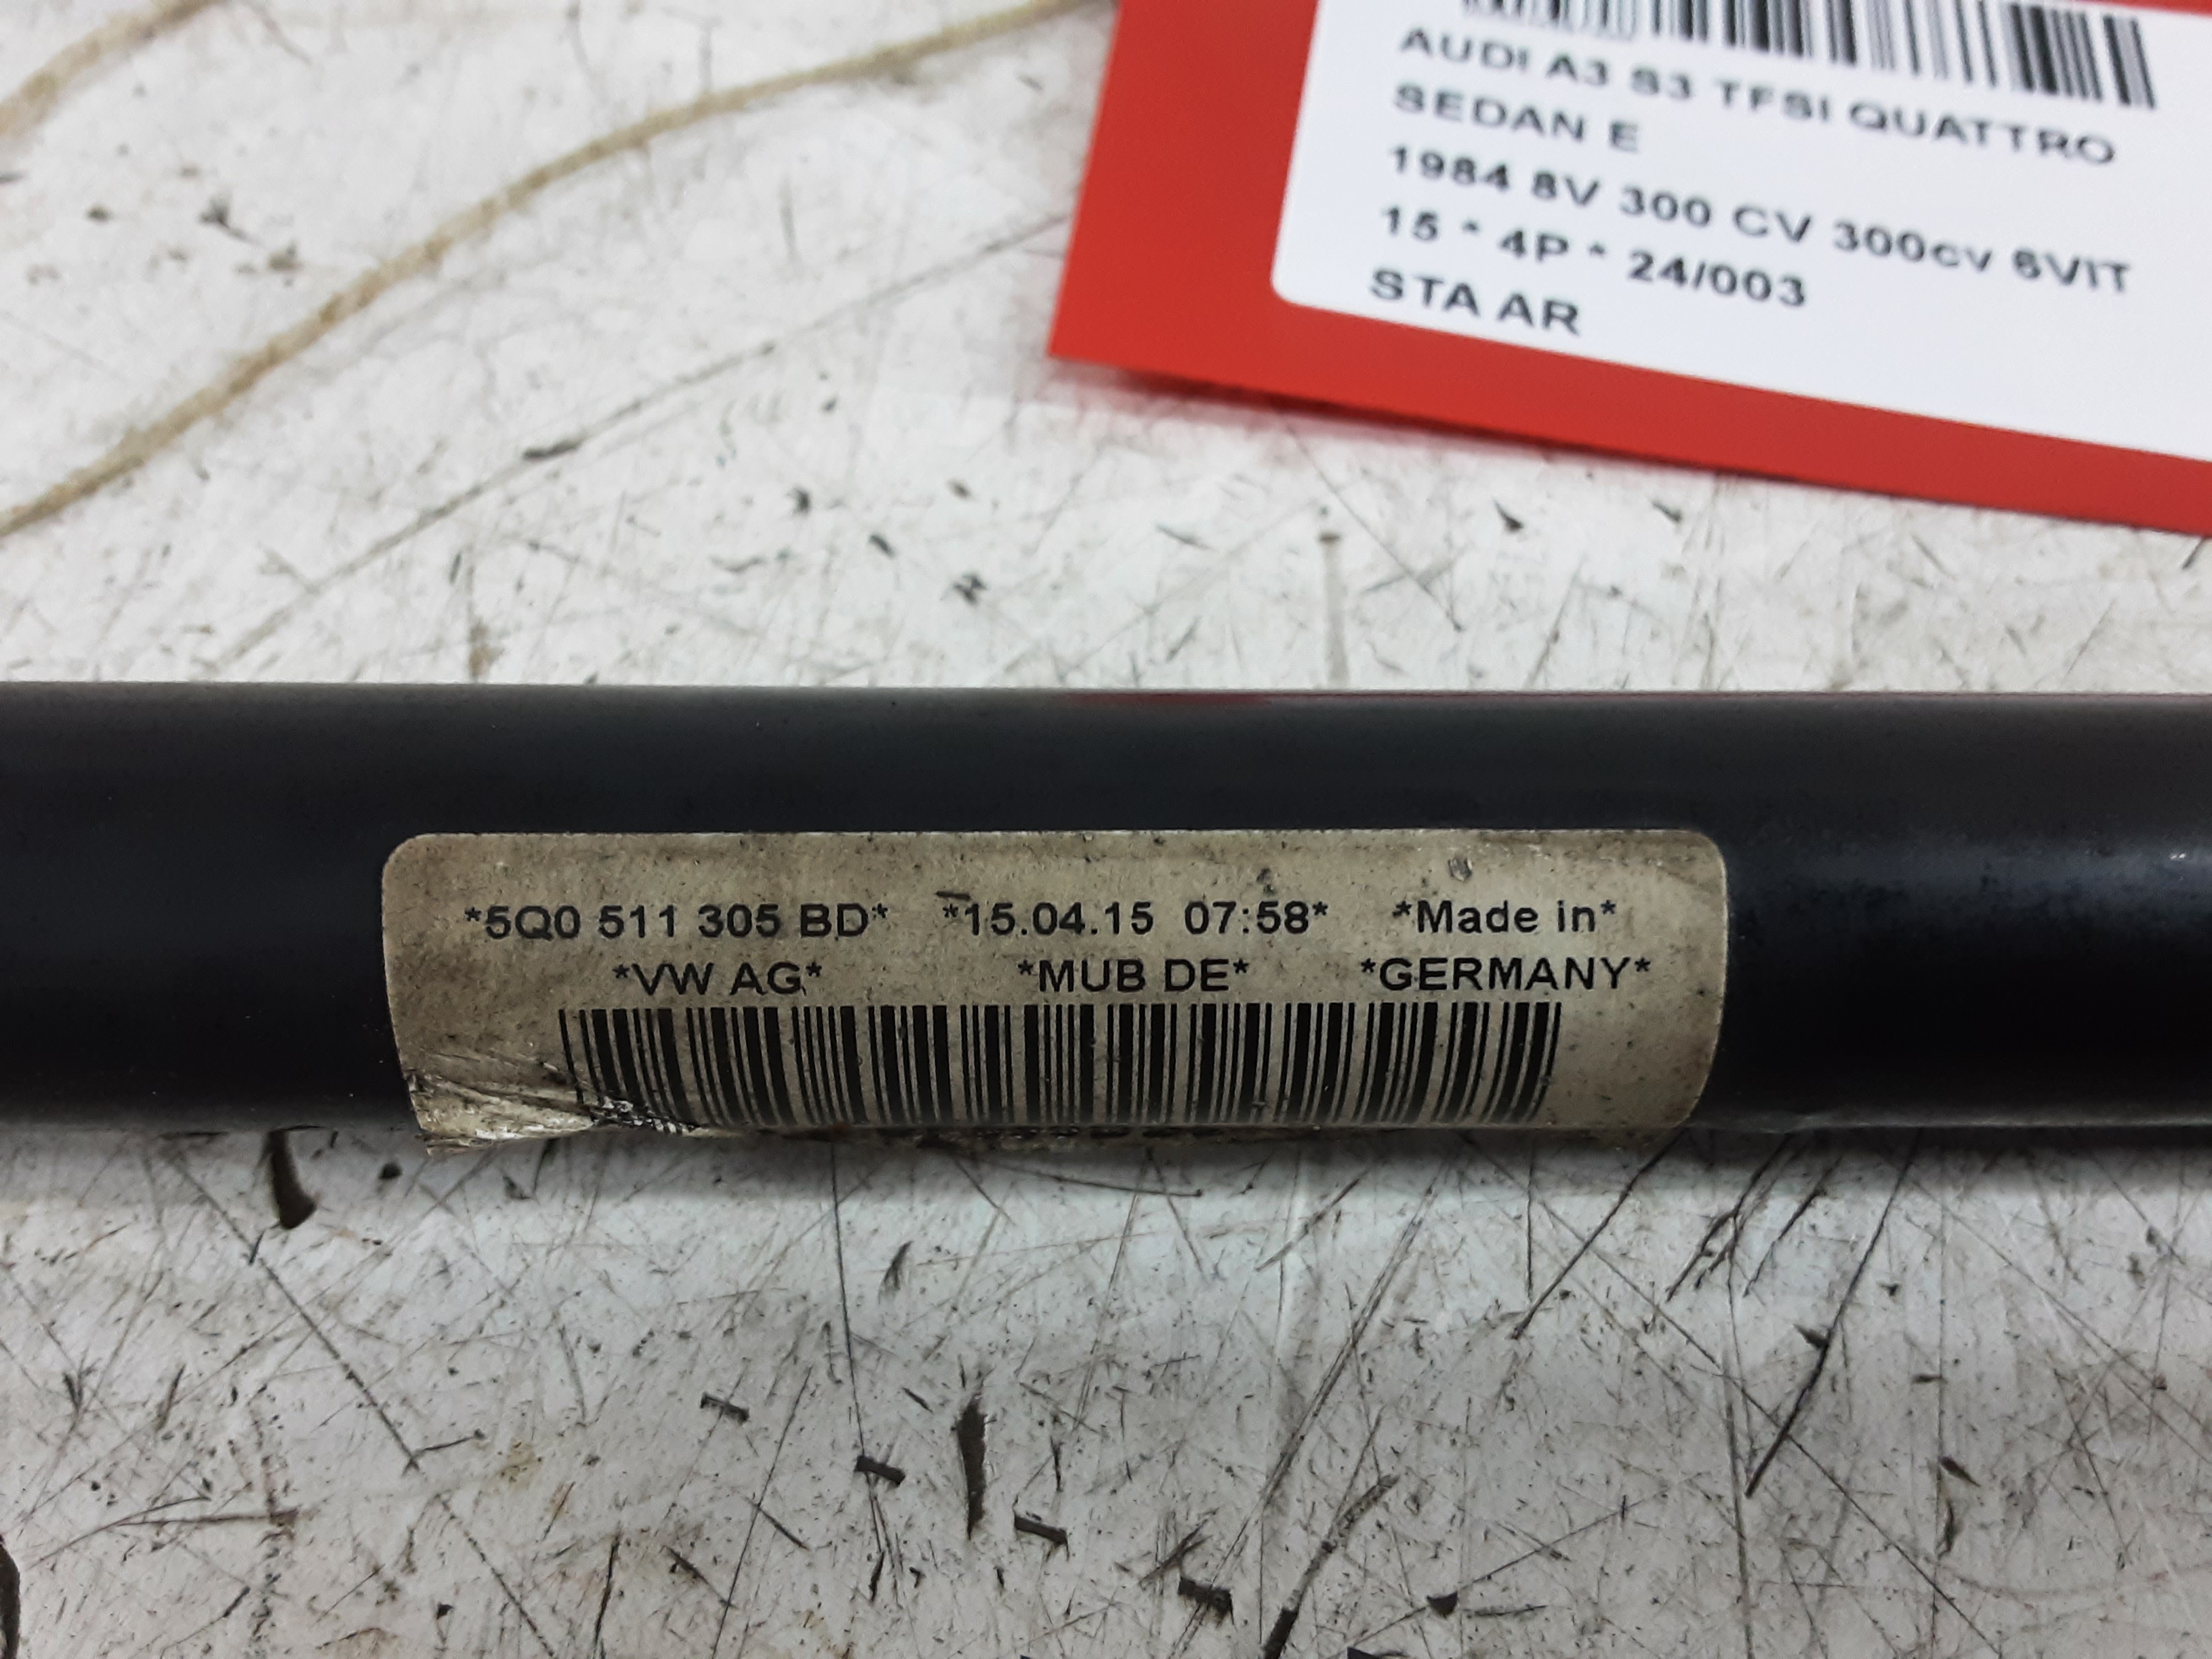 AUDI A3 S3 TFSI QUATTRO
SEDAN E
1984 8V 300 CV 300cv 6VIT
15 * 4P * 24/003
STA AR
*5Q0 511 305 BD* *15.04.15 07:58* *Made in*
*VW AG* *MUB DE* *GERMANY*